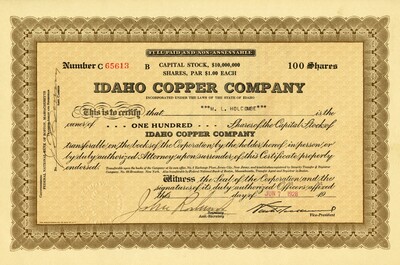 FULL PAID AND NON-ASSESSABLE
Number C 65613 B CAPITAL STOCK, $10,000,000 100 Shares
SHARES, PAR $1.00 EACH
IDAHO COPPER COMPANY
INCORPORATED UNDER THE LAWS OF THE STATE OF IDAHO
This is to certify that ***W. L. HOLCOMBE*** is the
owner of --- ONE HUNDRED --- Shares of the Capital Stock of
IDAHO COPPER COMPANY
transferable on the books of the Corporation by the holder hereof in person or
by duly authorized Attorney upon surrender of this Certificate properly
endorsed.
Witness the Seal of the Corporation and the
signatures of its duly authorized Officers affixed
this day of JUN 19
Vice-President